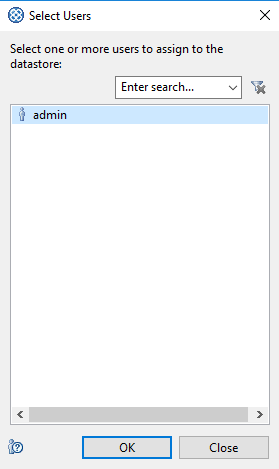 Select Users
Select one or more users to assign to the
datastore:
Enter search...
admin
OK
Close